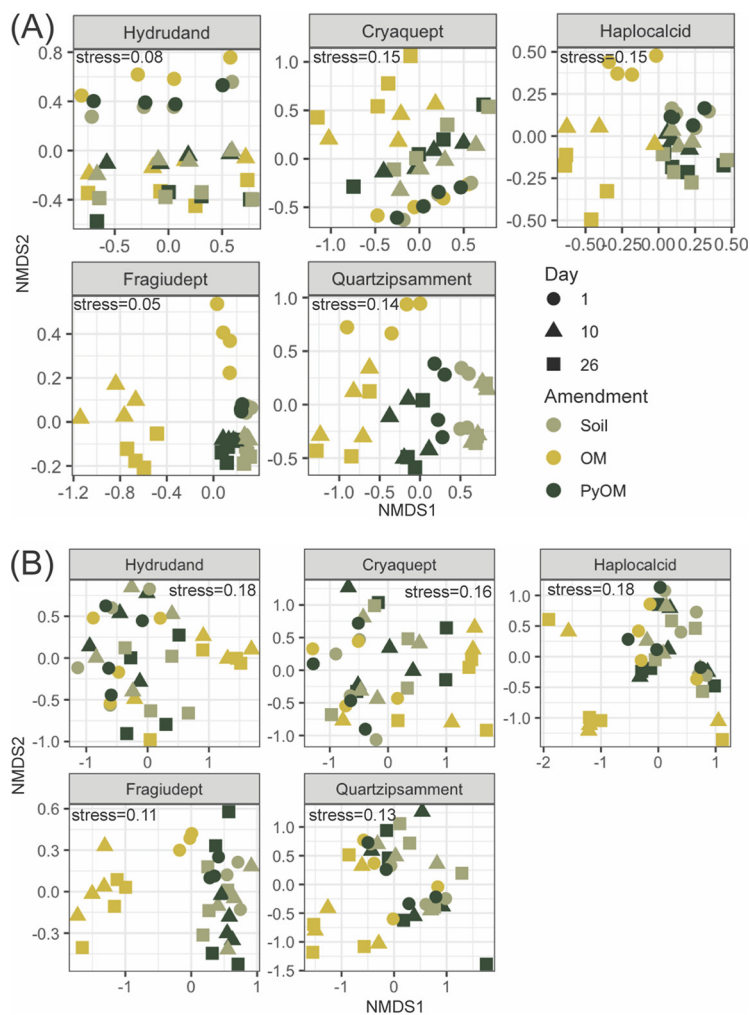 (A)
Hydrudand
Cryaquept
Haplocalcid
stress=0.08
stress=0.15
stress=0.15
0.8
0.4
0.0
-0.4
1.0
0.5
0.0
-0.5
0.50
0.25
0.00
-0.25
-0.50
-0.5 0.0 0.5
-1.0 -0.5 0.0 0.5
-0.50-0.250.00 0.25 0.50
NMDS2
Fragiudept
Quartzipsamment
stress=0.05
stress=0.14
0.4
0.2
0.0
-0.2
1.0
0.5
0.0
-0.5
-1.2 -0.8 -0.4 0.0
-1.0 -0.5 0.0 0.5
NMDS1
Day
1
10
26
Amendment
Soil
OM
PyOM
(B)
Hydrudand
Cryaquept
Haplocalcid
stress=0.18
stress=0.16
stress=0.18
0.5
0.0
-0.5
-1.0
1.0
0.5
0.0
-0.5
-1.0
1.0
0.5
0.0
-0.5
-1.0
-1 0 1
-1 0 1
-2 -1 0 1
NMDS2
Fragiudept
Quartzipsamment
stress=0.11
stress=0.13
0.6
0.3
0.0
-0.3
1.0
0.5
0.0
-0.5
-1.0
-1.5
-1 0 1
-1 0 1
NMDS1